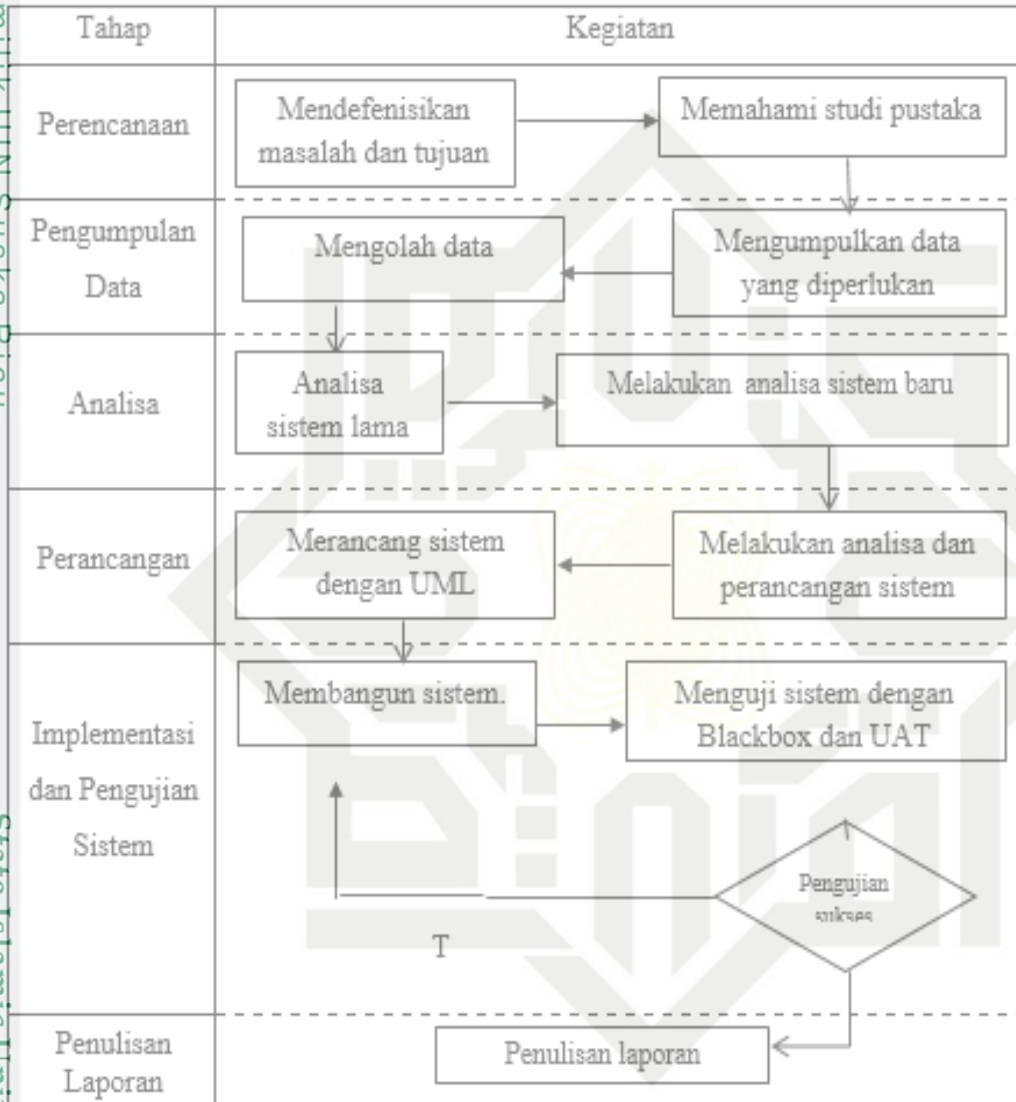 Tahap
Kegiatan
Perencanaan
Mendefenisikan
masalah dan tujuan
Memahami studi pustaka
Pengumpulan
Data
Mengolah data
Mengumpulkan data
yang diperlukan
Analisa
Analisa
sistem lama
Melakukan analisa sistem baru
Perancangan
Merancang sistem
dengan UML
Melakukan analisa dan
perancangan sistem
Implementasi
dan Pengujian
Sistem
Membangun sistem.
Menguji sistem dengan
Blackbox dan UAT
Pengujian
sukses
T
Penulisan
Laporan
Penulisan laporan